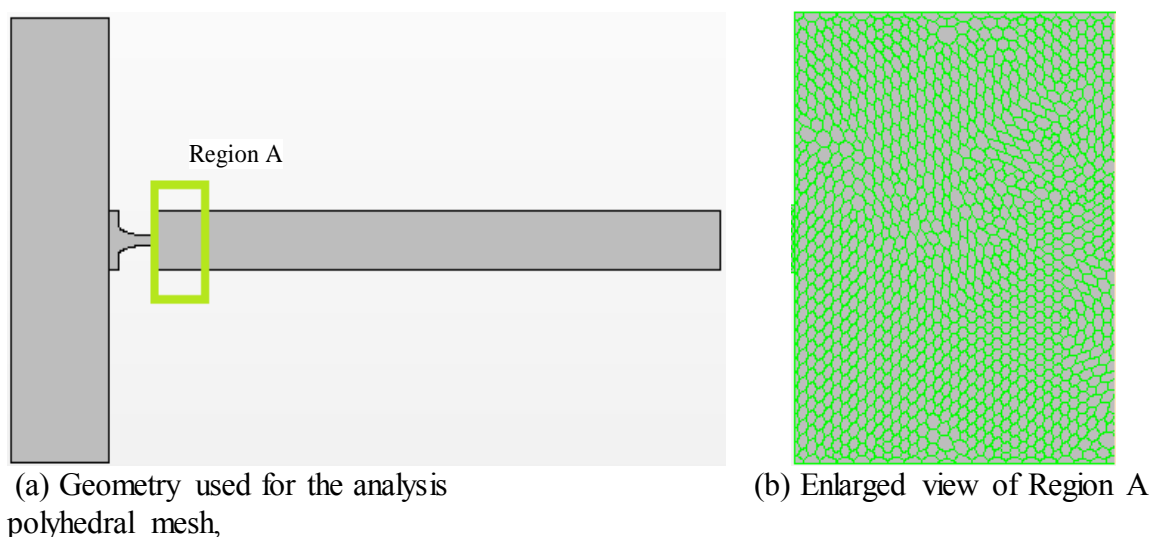 Region A
(a) Geometry used for the analysis
polyhedral mesh,
(b) Enlarged view of Region A